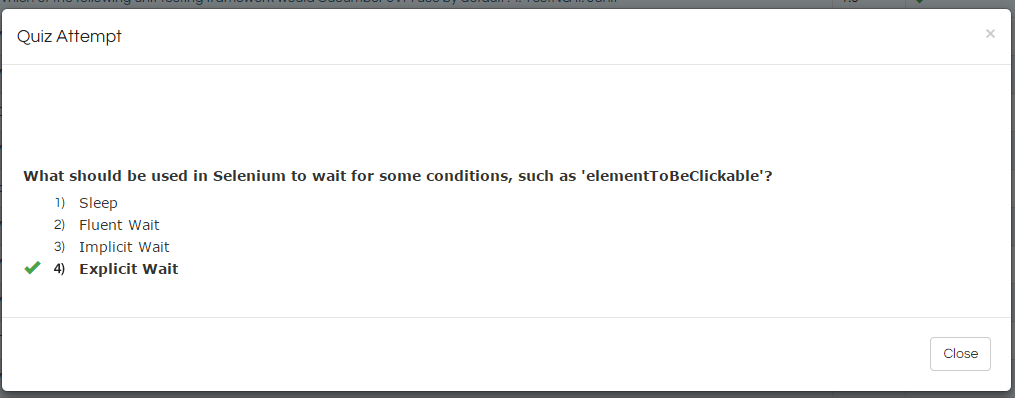 Quiz Attempt
×
What should be used in Selenium to wait for some conditions, such as 'elementToBeClickable'?
1) Sleep
2) Fluent Wait
3) Implicit Wait
4) Explicit Wait
Close